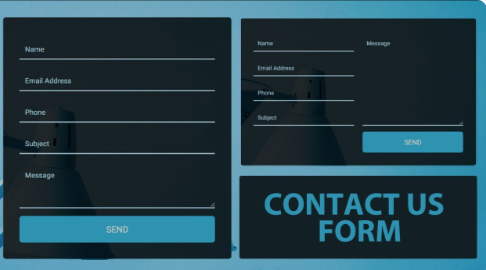 Name
Email Address
Phone
Subject
Message
SEND
Name
Message
Email Address
Phone
Subject
SEND
CONTACT US
FORM